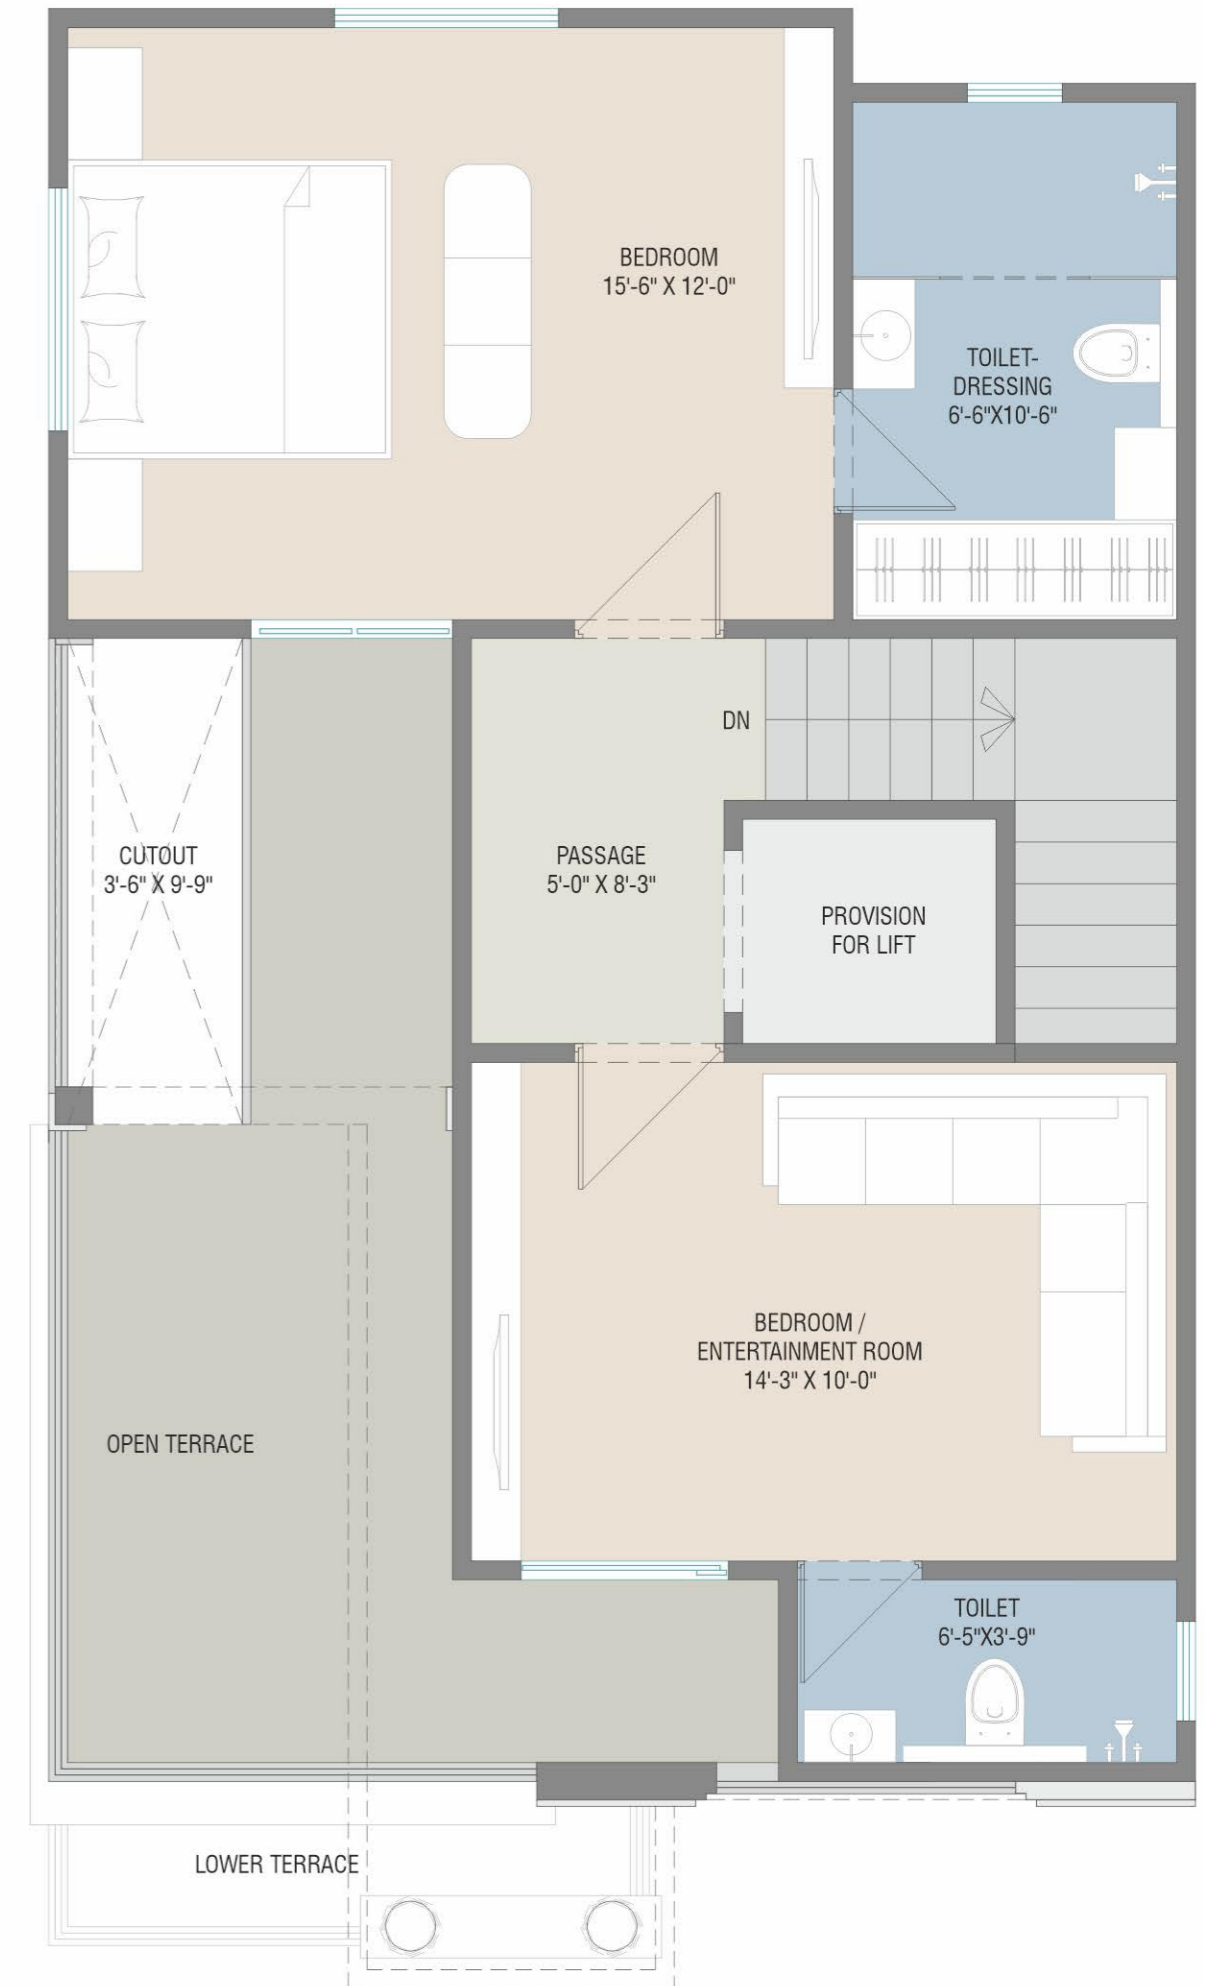 BEDROOM
15'-6" X 12'-0"
TOILET-
DRESSING
6'-6"X10'-6"
DN
CUTOUT
3'-6" X 9'-9"
PASSAGE
5'-0" X 8'-3"
PROVISION
FOR LIFT
BEDROOM /
ENTERTAINMENT ROOM
14'-3" X 10'-0"
OPEN TERRACE
TOILET
6'-5"X3'-9"
LOWER TERRACE